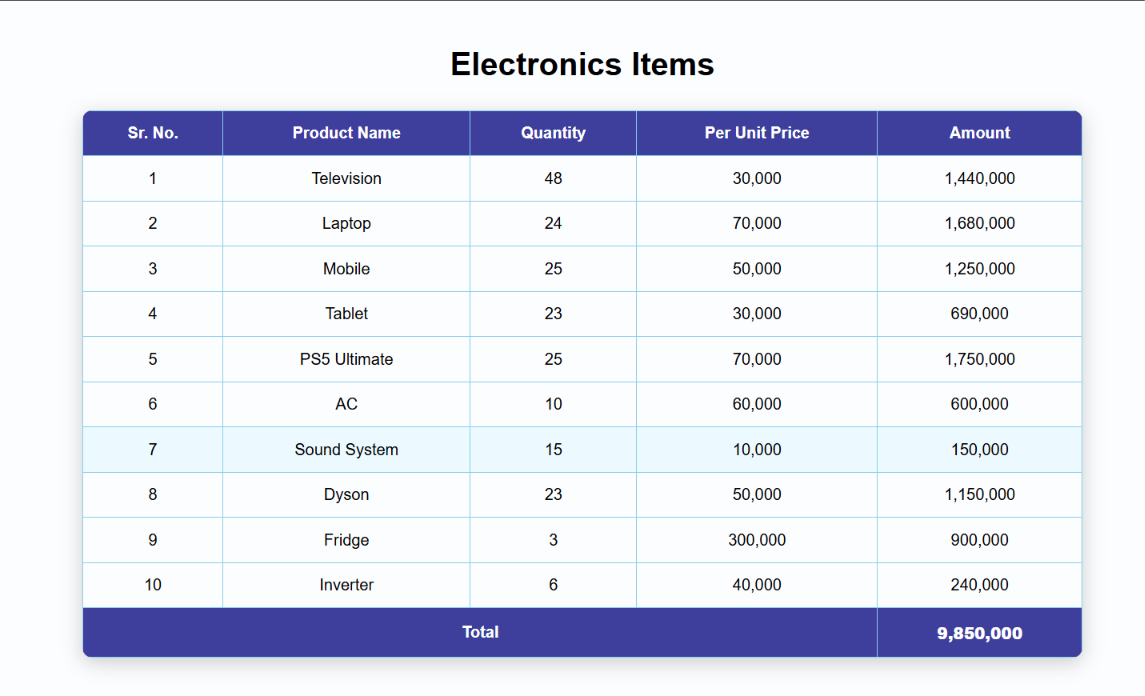 Electronics Items
Sr. No. Product Name Quantity Per Unit Price Amount
1 Television 48 30,000 1,440,000
2 Laptop 24 70,000 1,680,000
3 Mobile 25 50,000 1,250,000
4 Tablet 23 30,000 690,000
5 PS5 Ultimate 25 70,000 1,750,000
6 AC 10 60,000 600,000
7 Sound System 15 10,000 150,000
8 Dyson 23 50,000 1,150,000
9 Fridge 3 300,000 900,000
10 Inverter 6 40,000 240,000
Total 9,850,000